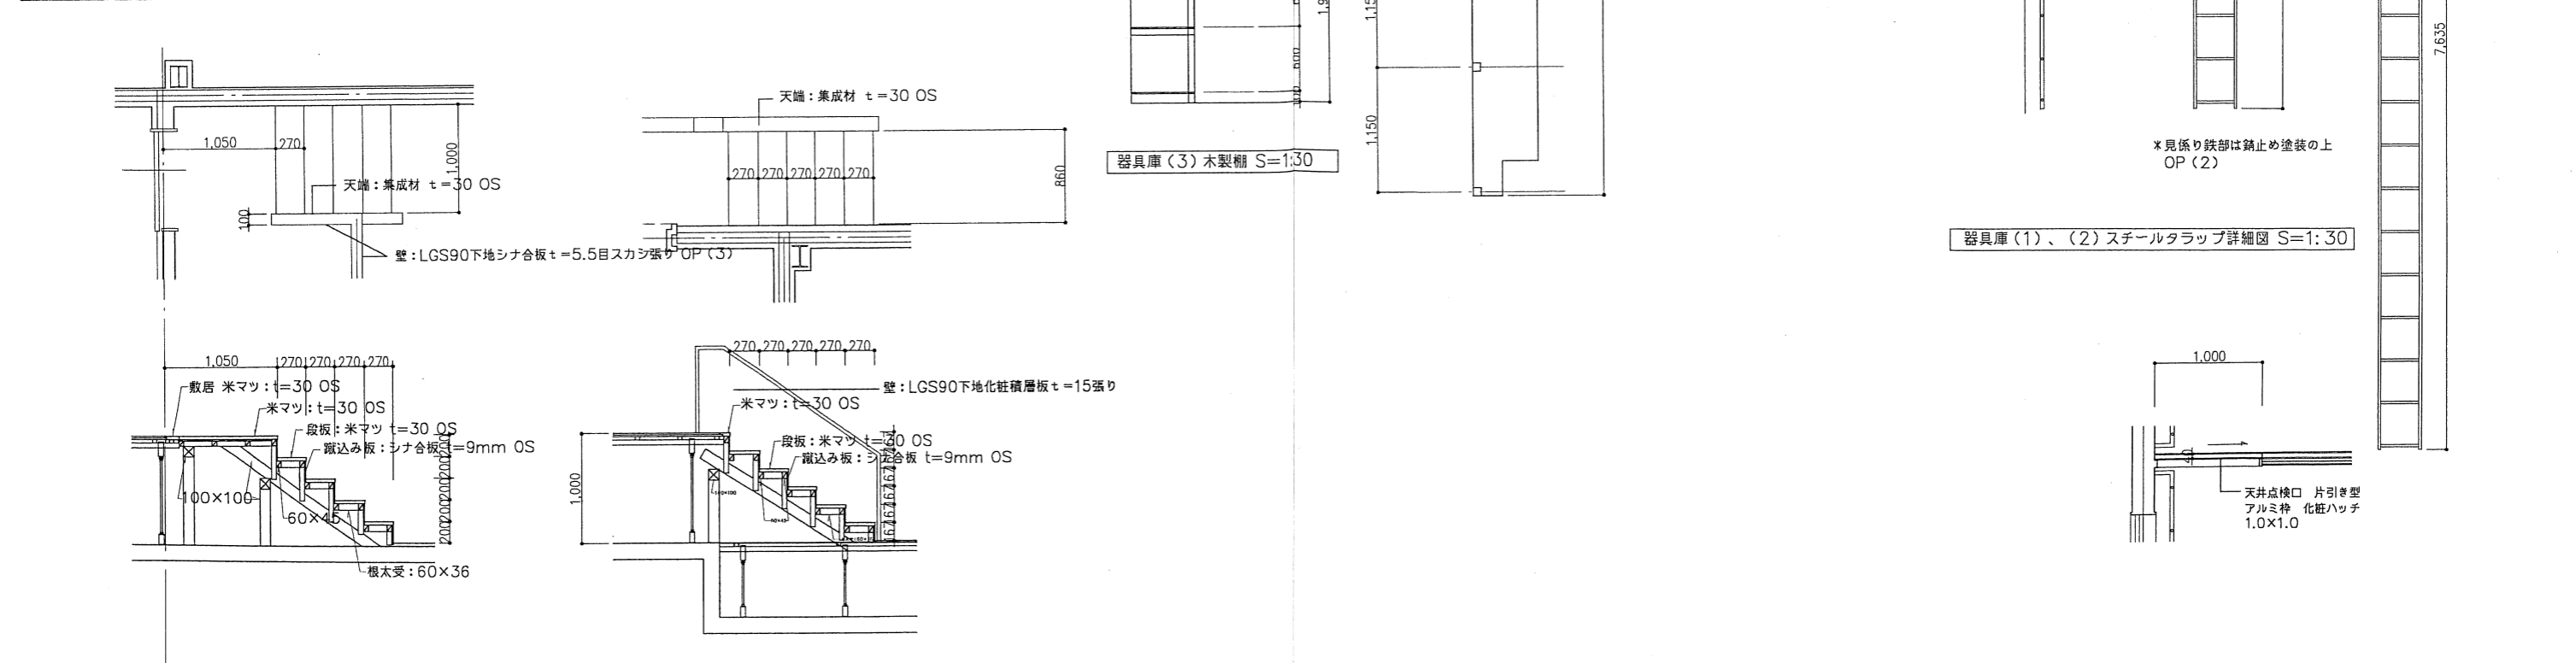 1,050
270
1,000
天端：集成材 t＝30 OS
100
壁：LGS90下地シナ合板t＝5.5目スカシ張り OP（3）
天端：集成材 t＝30 OS
270 270 270 270 270
860
器具庫（3）木製棚 S＝1:30
1,150
＊見係り鉄部は錆止め塗装の上
OP（2）
器具庫（1）、（2）スチールタラップ詳細図 S＝1:30
7,635
1,050 270 270 270 270
敷居 米マツ：t＝30 OS
米マツ：t＝30 OS
段板：米マツ t＝30 OS
蹴込み板：シナ合板 t＝9mm OS
100×100
60×45
200 200 200 200 200
根太受：60×36
270 270 270 270 270
壁：LGS90下地化粧積層板t＝15張り
米マツ：t＝30 OS
段板：米マツ t＝30 OS
蹴込み板：シナ合板 t＝9mm OS
1,000
167 167 167 167 167
1,000
天井点検口　片引き型
アルミ枠　化粧ハッチ
1.0×1.0